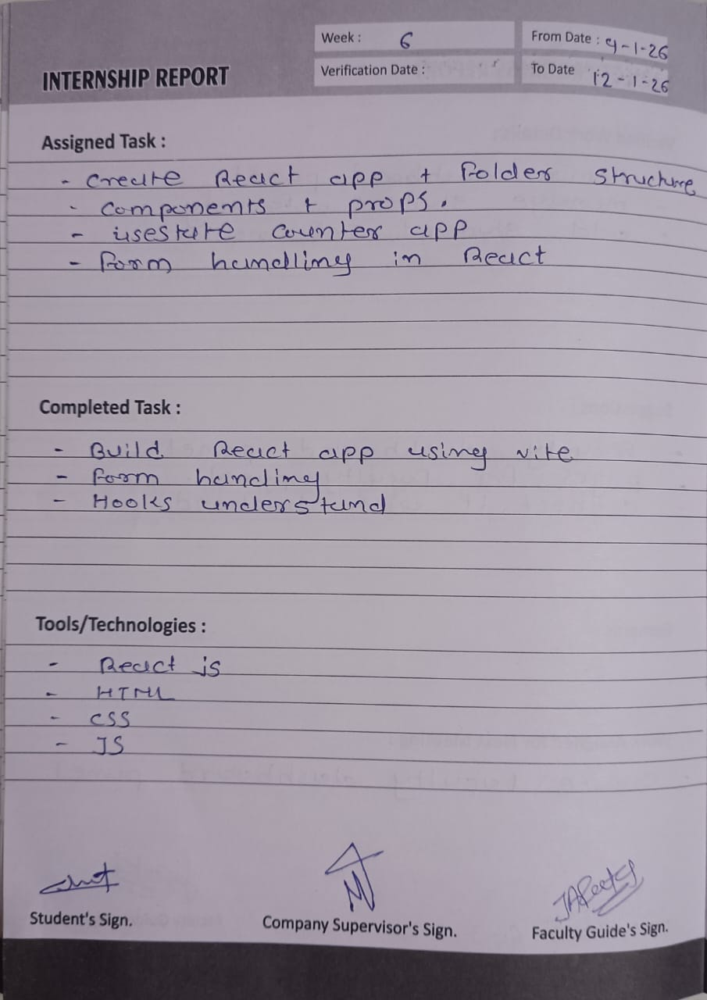 INTERNSHIP REPORT
Week : 6
From Date : 9-1-26
Verification Date :
To Date 12-1-26
Assigned Task :
- Create React app + Folder structure
- components + props.
- usestate counter app
- Form handling in React
Completed Task :
- Build React app using vite
- Form handling
- Hooks understand
Tools/Technologies :
- React js
- HTML
- CSS
- JS
Student's Sign.
Company Supervisor's Sign.
Faculty Guide's Sign.